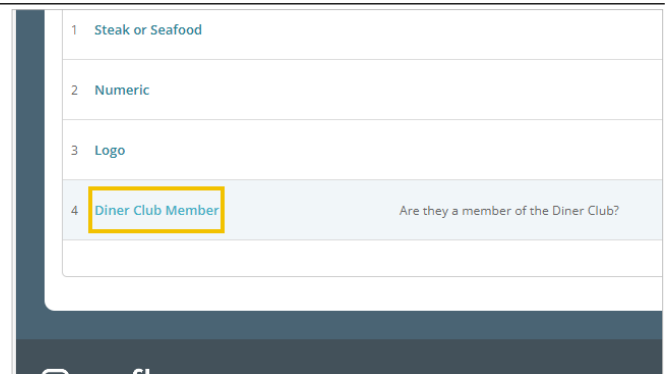 1 Steak or Seafood
2 Numeric
3 Logo
4 Diner Club Member Are they a member of the Diner Club?